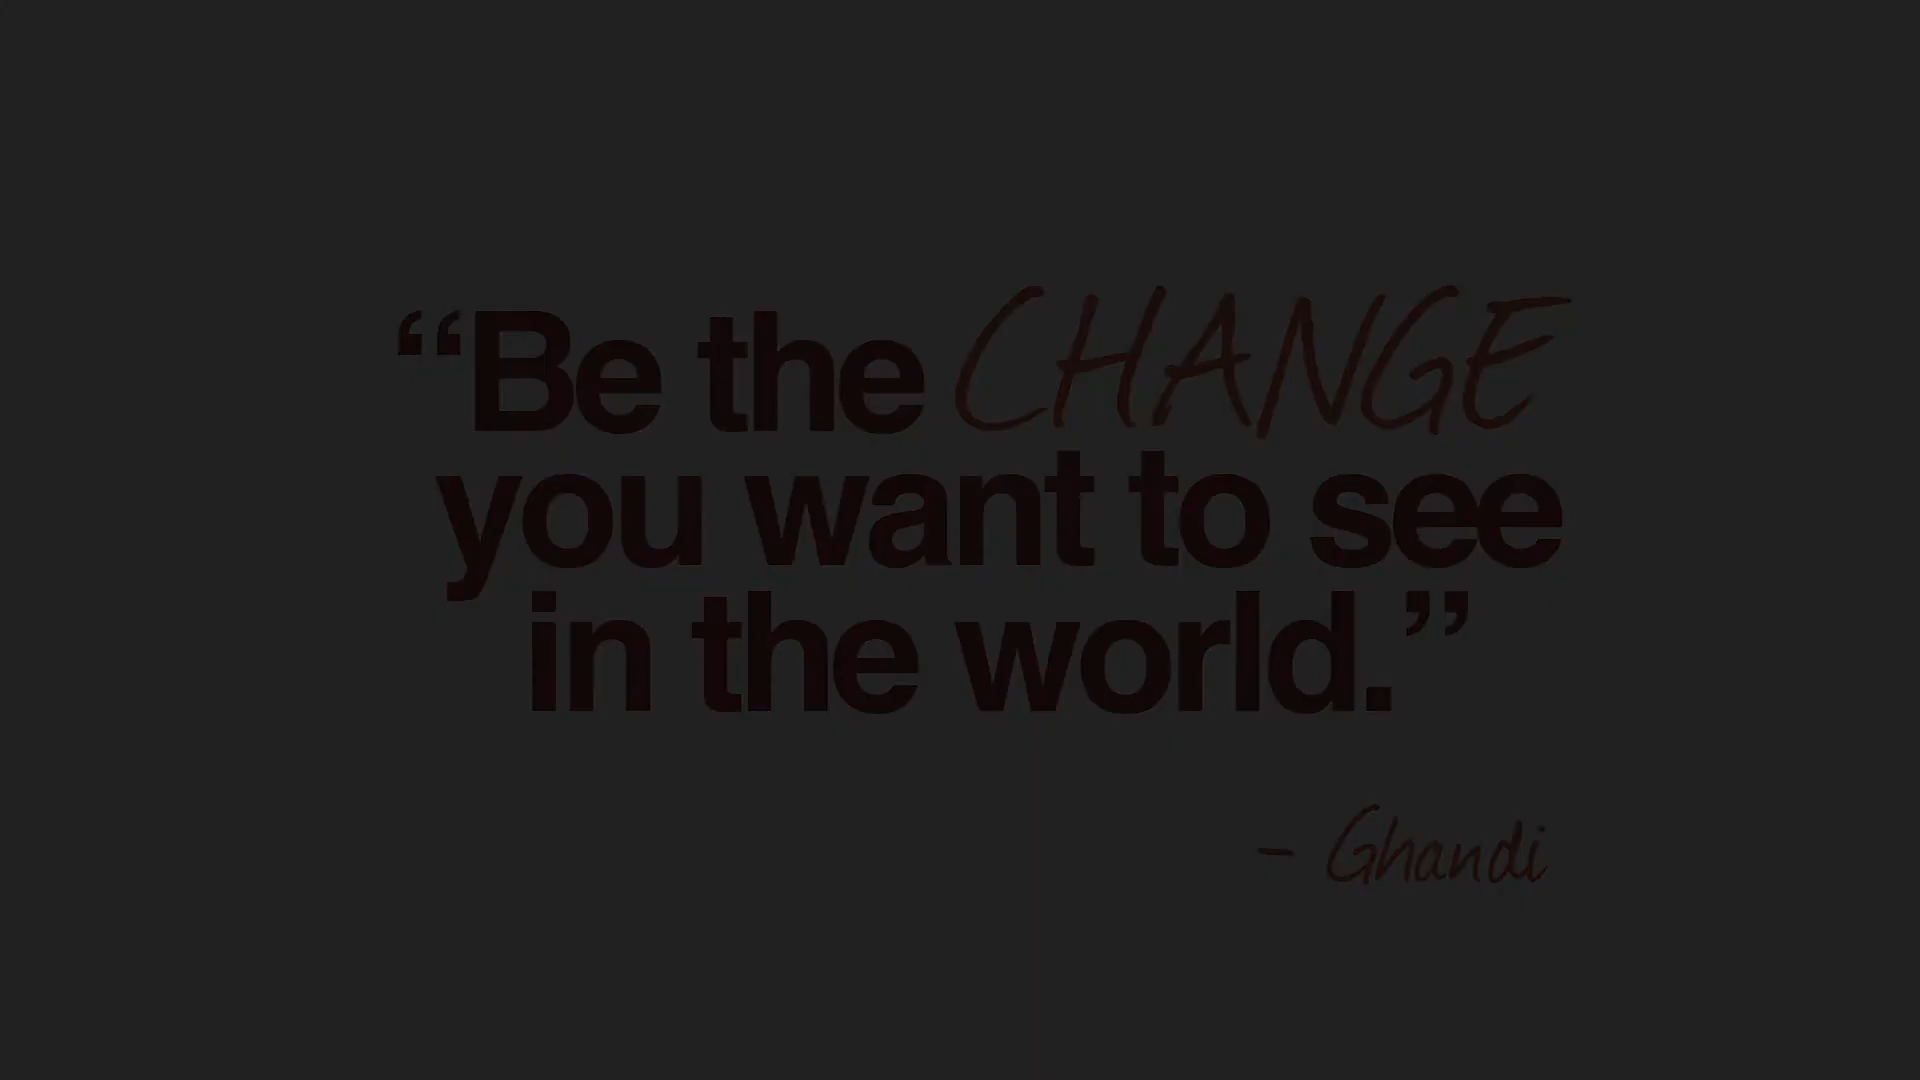 “Be the CHANGE
you want to see
in the world.”
- Ghandi